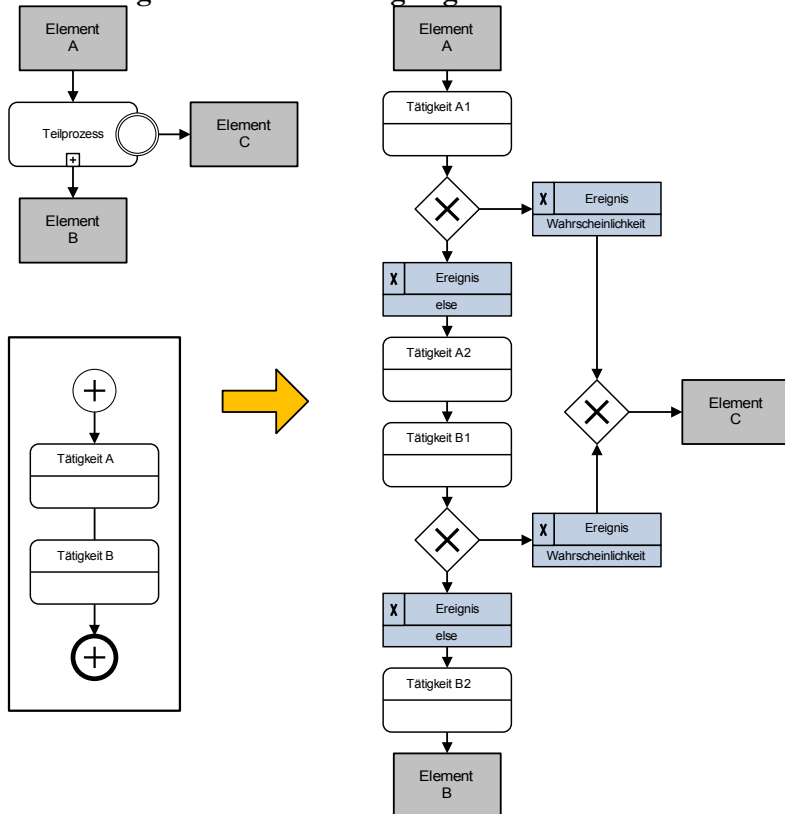 Element
A
Teilprozess
+
Element
C
Element
B
Tätigkeit A
Tätigkeit B
Element
A
Tätigkeit A1
X Ereignis
Wahrscheinlichkeit
X Ereignis
else
Tätigkeit A2
Tätigkeit B1
Element
C
X Ereignis
Wahrscheinlichkeit
X Ereignis
else
Tätigkeit B2
Element
B